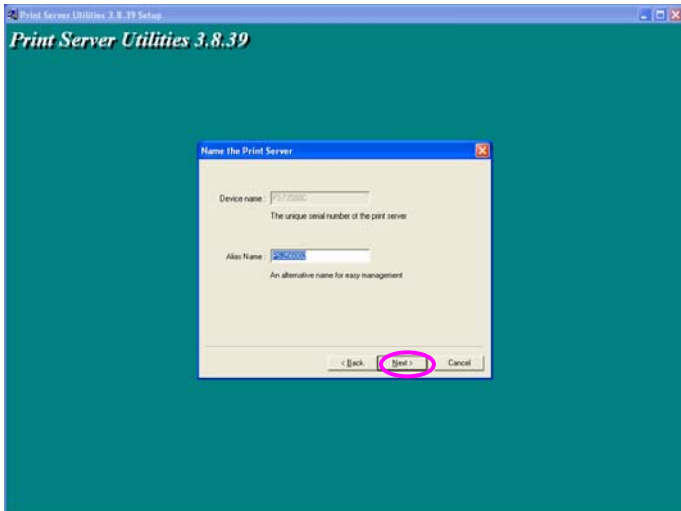 Print Server Utilities 3.8.39 Setup
Print Server Utilities 3.8.39
Name the Print Server
Device name :
The unique serial number of the print server
Alias Name :
An alternative name for easy management
< Back
Next >
Cancel